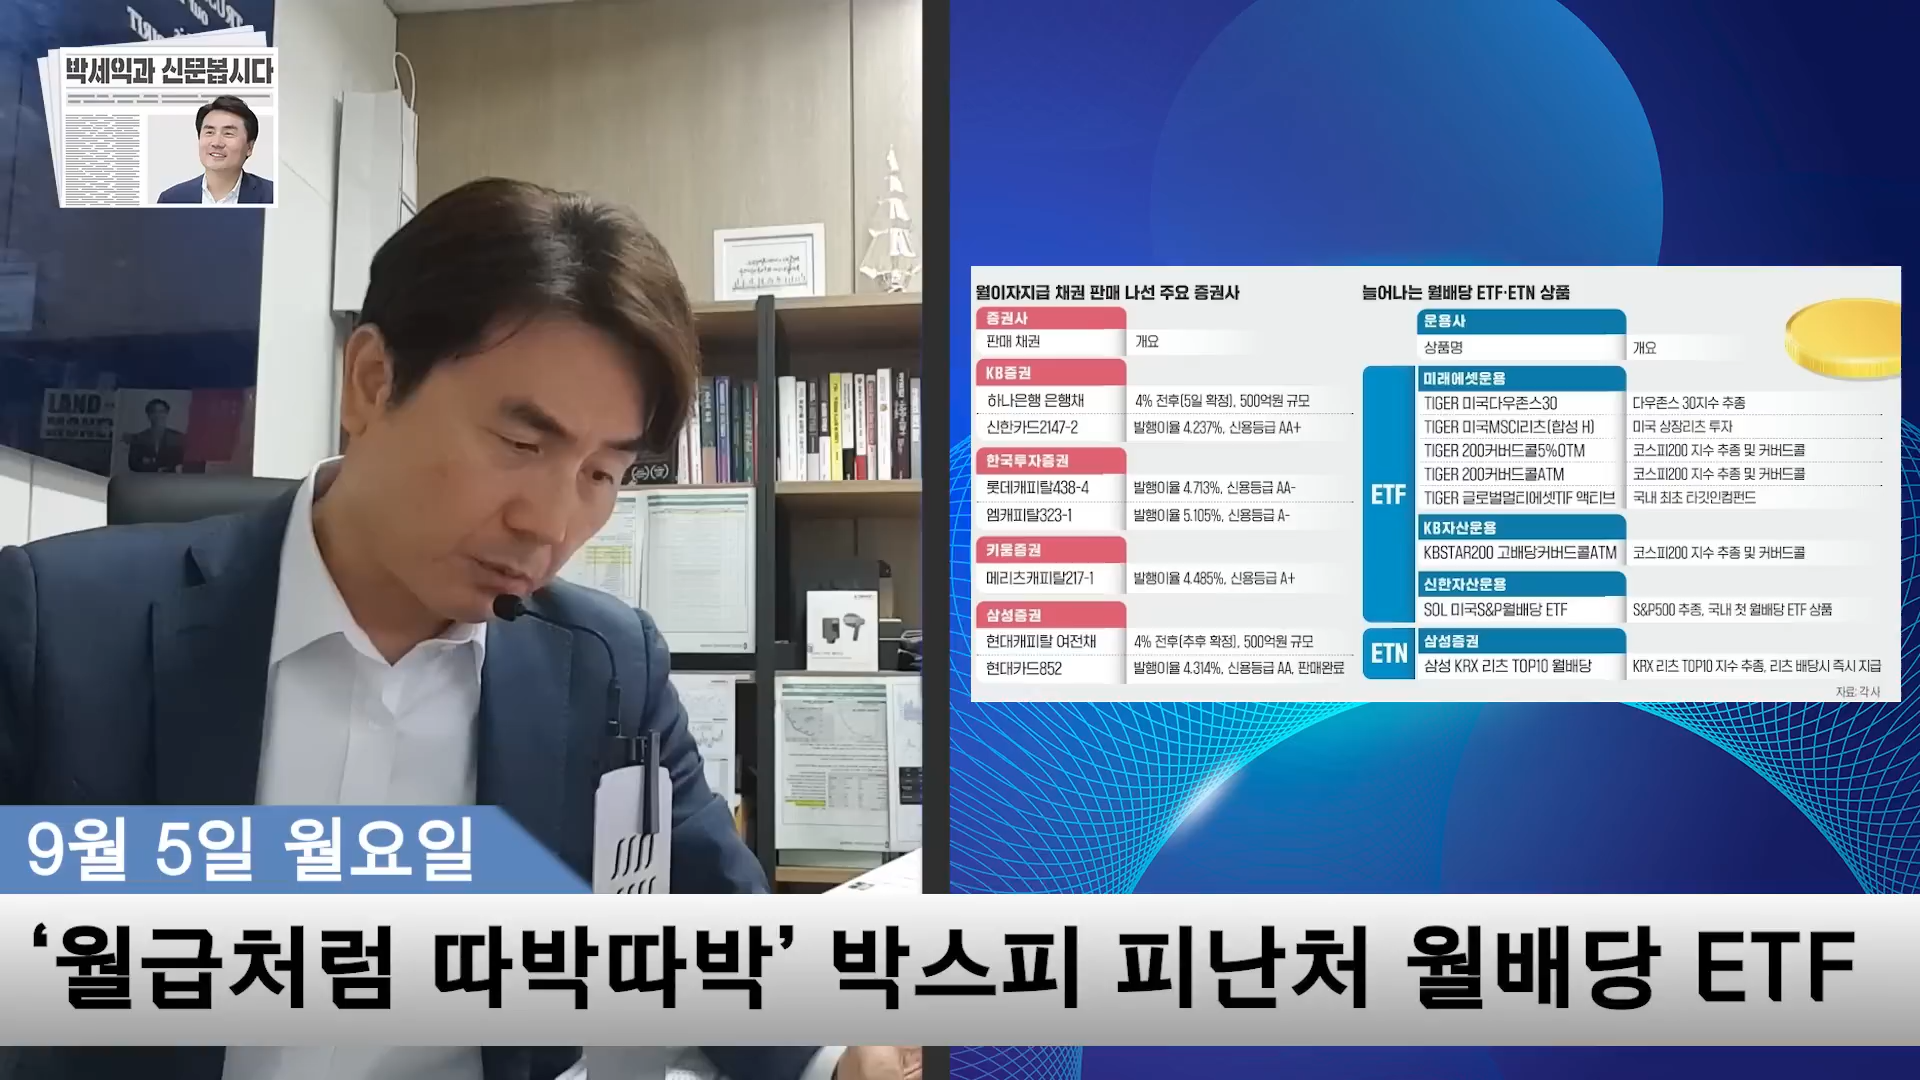 박세익과 신문봅시다
LAND
월이자지급 채권 판매 나선 주요 증권사
증권사
판매 채권 개요
KB증권
하나은행 은행채 4% 전후(5일 확정), 500억원 규모
신한카드2147-2 발행이율 4.237%, 신용등급 AA+
한국투자증권
롯데캐피탈438-4 발행이율 4.713%, 신용등급 AA-
엠캐피탈323-1 발행이율 5.105%, 신용등급 A-
키움증권
메리츠캐피탈217-1 발행이율 4.485%, 신용등급 A+
삼성증권
현대캐피탈 여전채 4% 전후(추후 확정), 500억원 규모
현대카드852 발행이율 4.314%, 신용등급 AA, 판매완료
늘어나는 월배당 ETF·ETN 상품
운용사
상품명 개요
ETF
미래에셋운용
TIGER 미국다우존스30 다우존스 30지수 추종
TIGER 미국MSCI리츠(합성 H) 미국 상장리츠 투자
TIGER 200커버드콜5%OTM 코스피200 지수 추종 및 커버드콜
TIGER 200커버드콜ATM 코스피200 지수 추종 및 커버드콜
TIGER 글로벌멀티에셋TIF 액티브 국내 최초 타깃인컴펀드
KB자산운용
KBSTAR200 고배당커버드콜ATM 코스피200 지수 추종 및 커버드콜
신한자산운용
SOL 미국S&P월배당 ETF S&P500 추종, 국내 첫 월배당 ETF 상품
ETN
삼성증권
삼성 KRX 리츠 TOP10 월배당 KRX 리츠 TOP10 지수 추종, 리츠 배당시 즉시 지급
자료: 각 사
9월 5일 월요일
‘월급처럼 따박따박’ 박스피 피난처 월배당 ETF